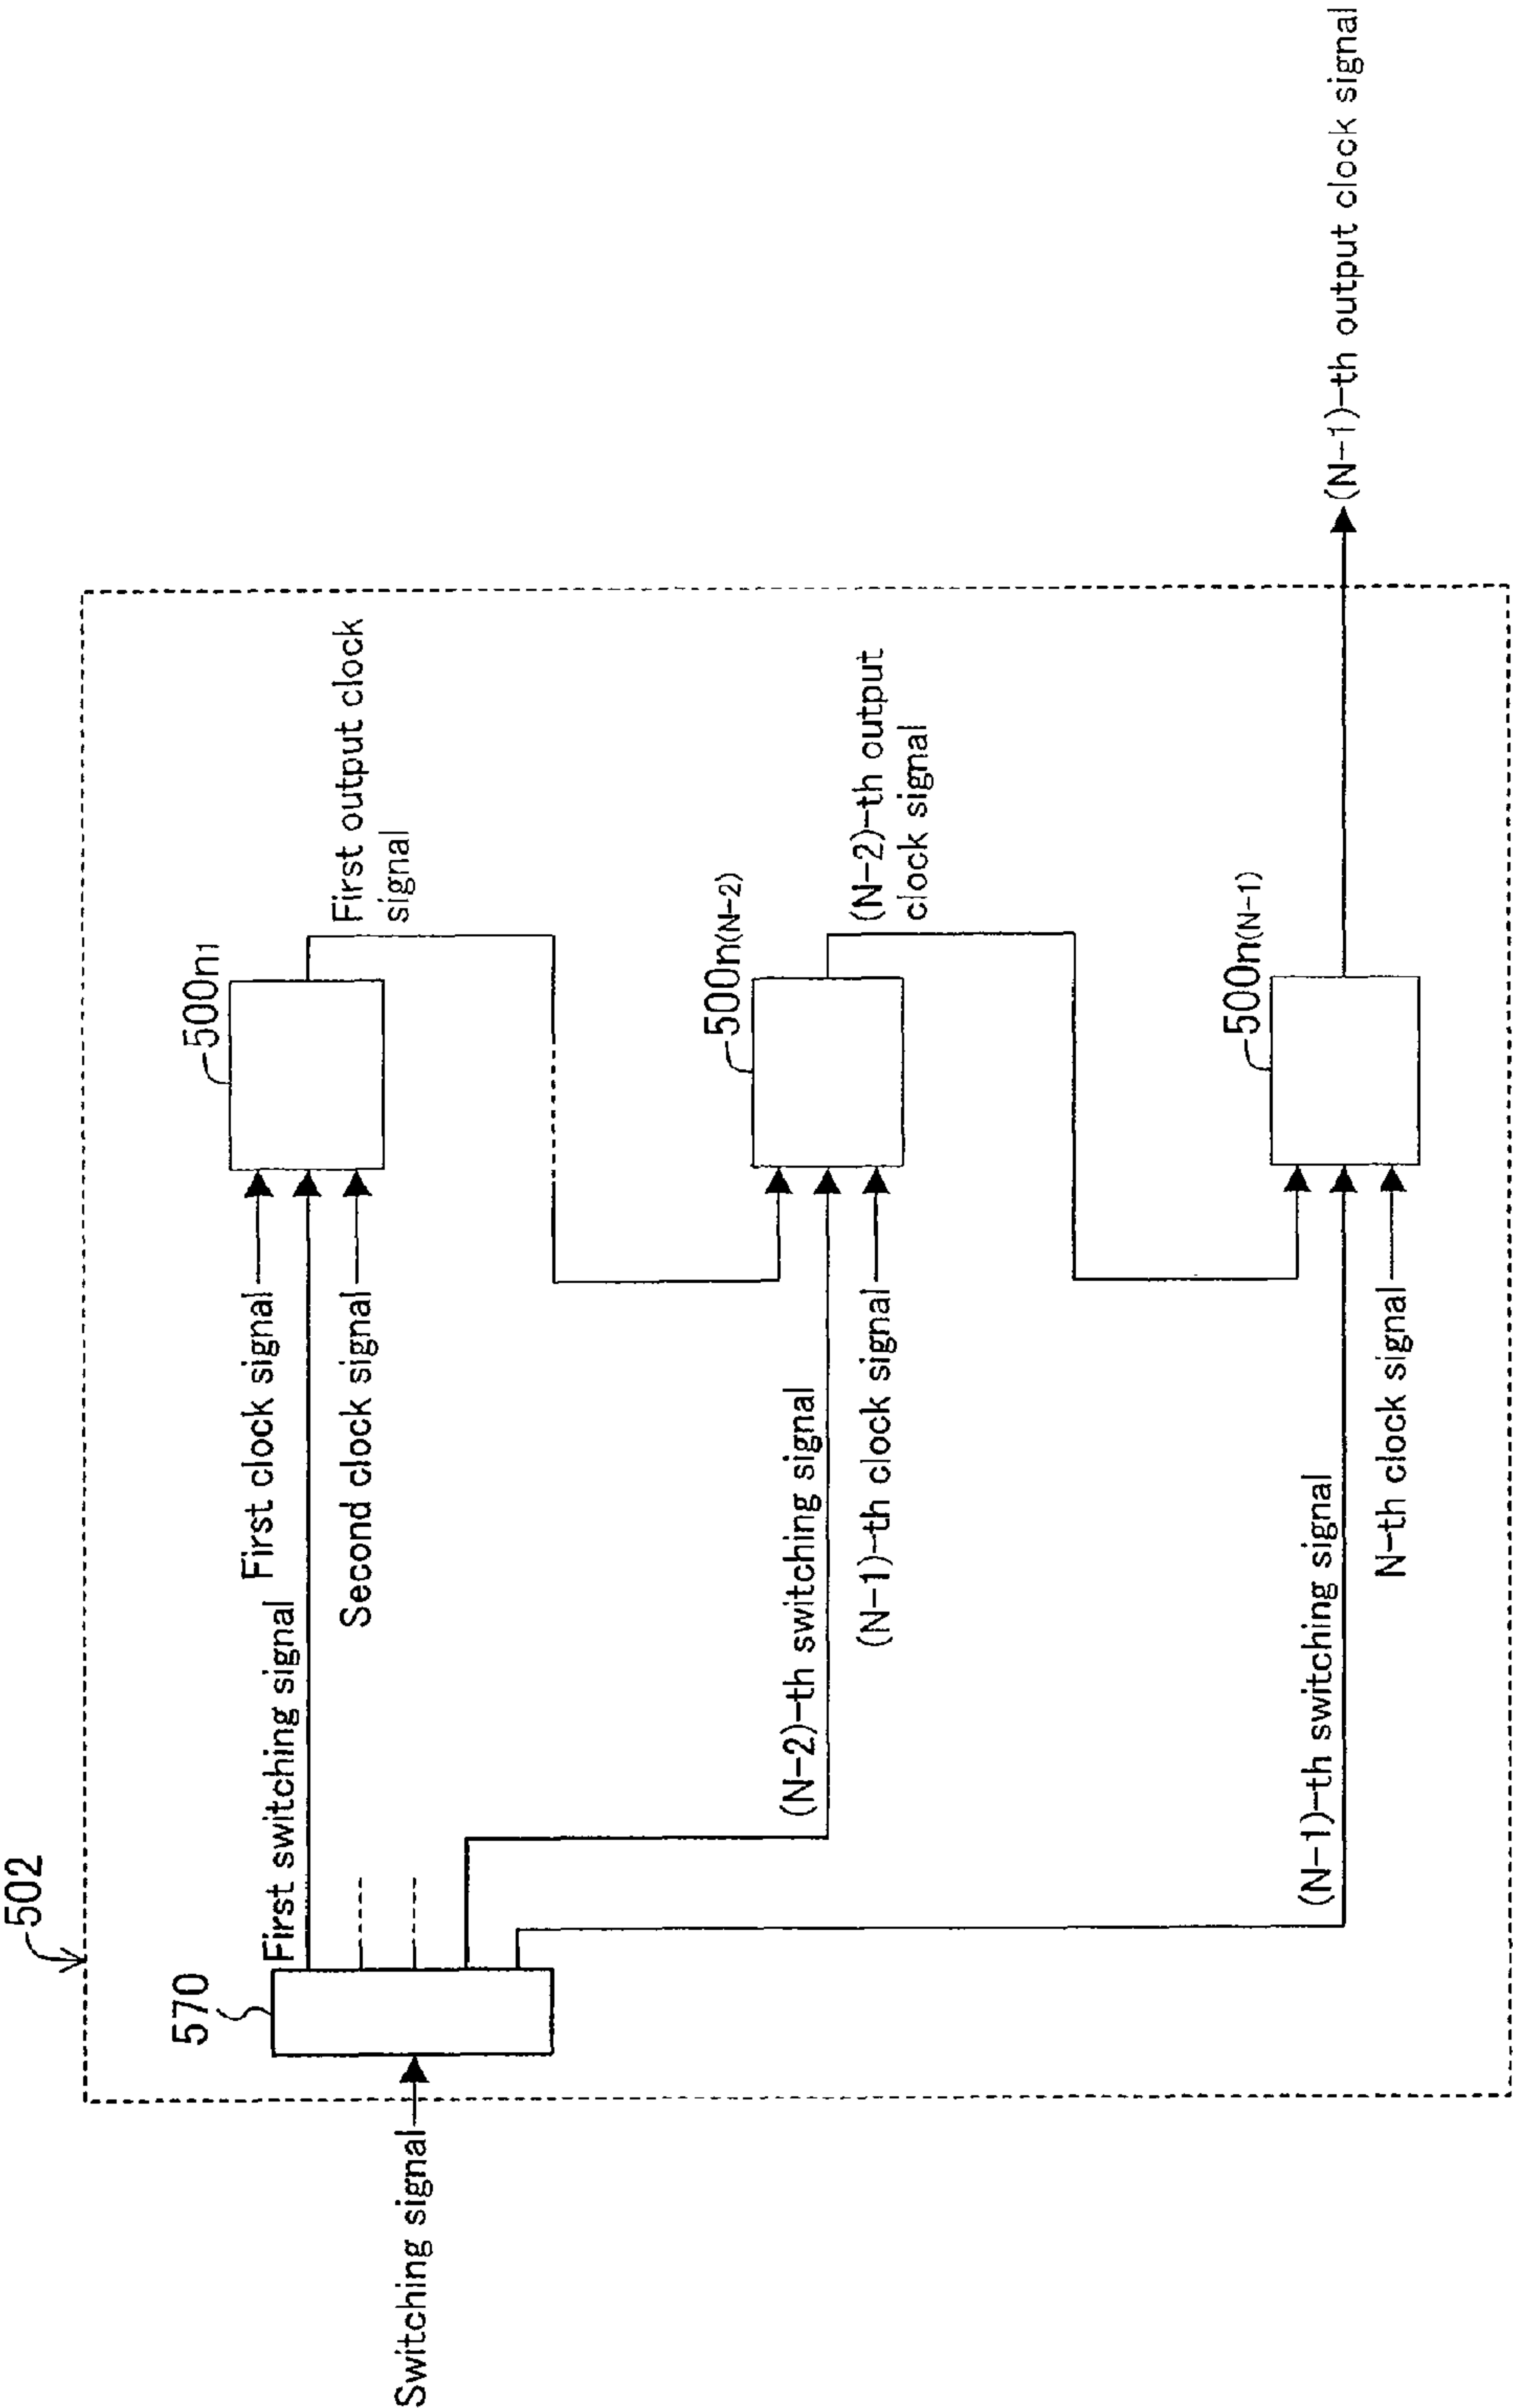 502
Switching signal
570
First switching signal
First clock signal
Second clock signal
500n1
First output clock
signal
(N-2)-th switching signal
(N-1)-th clock signal
500n(N-2)
(N-2)-th output
clock signal
(N-1)-th switching signal
N-th clock signal
500n(N-1)
(N-1)-th output clock signal